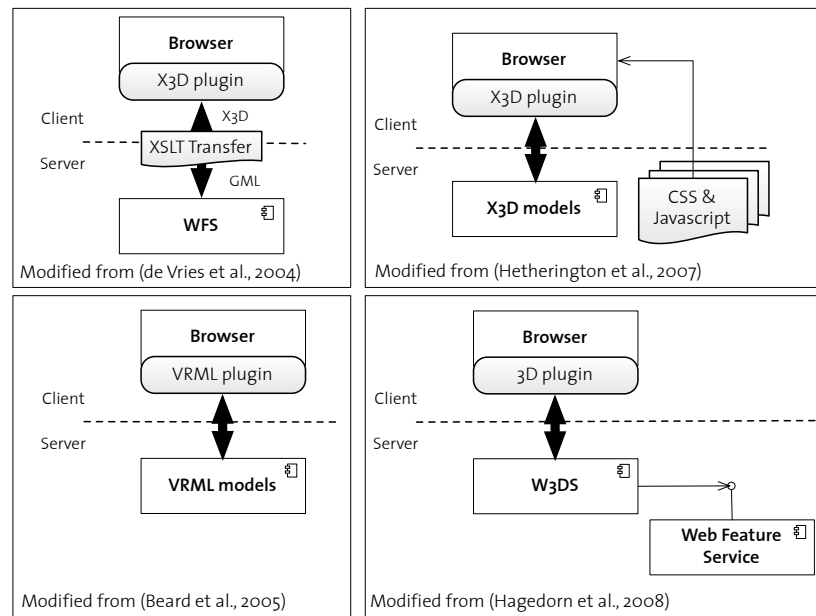 Browser
X3D plugin
X3D
Client
XSLT Transfer
Server
GML
WFS
Modified from (de Vries et al., 2004)
Browser
X3D plugin
Client
Server
X3D models
CSS &
Javascript
Modified from (Hetherington et al., 2007)
Browser
VRML plugin
Client
Server
VRML models
Modified from (Beard et al., 2005)
Browser
3D plugin
Client
Server
W3DS
Web Feature
Service
Modified from (Hagedorn et al., 2008)